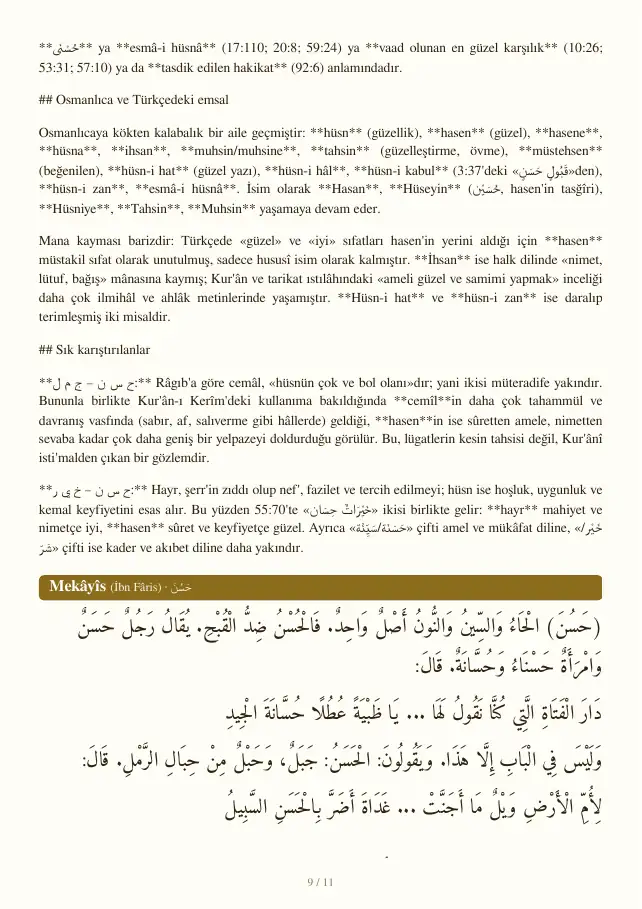 **حُسْنٰى** ya **esmâ-i hüsnâ** (17:110; 20:8; 59:24) ya **vaad olunan en güzel karşılık** (10:26;
53:31; 57:10) ya da **tasdik edilen hakikat** (92:6) anlamındadır.
## Osmanlıca ve Türkçedeki emsal
Osmanlıcaya kökten kalabalık bir aile geçmiştir: **hüsn** (güzellik), **hasen** (güzel), **hasene**,
**hüsna**, **ihsan**, **muhsin/muhsine**, **tahsin** (güzelleştirme, övme), **müstehsen**
(beğenilen), **hüsn-i hat** (güzel yazı), **hüsn-i hâl**, **hüsn-i kabul** (3:37'deki «قَبُولٍ حَسَنٍ»den),
**hüsn-i zan**, **esmâ-i hüsnâ**. İsim olarak **Hasan**, **Hüseyin** (حُسَيْن, hasen'in tasğîri),
**Hüsniye**, **Tahsin**, **Muhsin** yaşamaya devam eder.
Mana kayması barizdir: Türkçede «güzel» ve «iyi» sıfatları hasen'in yerini aldığı için **hasen**
müstakil sıfat olarak unutulmuş, sadece hususî isim olarak kalmıştır. **İhsan** ise halk dilinde «nimet,
lütuf, bağış» mânasına kaymış; Kur'ân ve tarikat ıstılâhındaki «ameli güzel ve samimi yapmak» inceliği
daha çok ilmihâl ve ahlâk metinlerinde yaşamıştır. **Hüsn-i hat** ve **hüsn-i zan** ise daralıp
terimleşmiş iki misaldir.
## Sık karıştırılanlar
**ح س ن – ج م ل:** Râgıb'a göre cemâl, «hüsnün çok ve bol olanı»dır; yani ikisi müteradife yakındır.
Bununla birlikte Kur'ân-ı Kerîm'deki kullanıma bakıldığında **cemîl**in daha çok tahammül ve
davranış vasfında (sabır, af, salıverme gibi hâllerde) geldiği, **hasen**in ise sûretten amele, nimetten
sevaba kadar çok daha geniş bir yelpazeyi doldurduğu görülür. Bu, lügatlerin kesin tahsisi değil, Kur'ânî
isti'malden çıkan bir gözlemdir.
**ح س ن – خ ي ر:** Hayr, şerr'in zıddı olup nef', fazilet ve tercih edilmeyi; hüsn ise hoşluk, uygunluk ve
kemal keyfiyetini esas alır. Bu yüzden 55:70'te «خَيْرَاتٌ حِسَان» ikisi birlikte gelir: **hayr** mahiyet ve
nimetçe iyi, **hasen** sûret ve keyfiyetçe güzel. Ayrıca «حَسَنَة/سَيِّئَة» çifti amel ve mükâfat diline, «خَيْر/
شَرّ» çifti ise kader ve akıbet diline daha yakındır.
Mekâyîs (İbn Fâris) · حَسُنَ
(حَسُنَ) الْحَاءُ وَالسِّينُ وَالنُّونُ أَصْلٌ وَاحِدٌ. فَالْحُسْنُ ضِدُّ الْقُبْحِ. يُقَالُ رَجُلٌ حَسَنٌ
وَامْرَأَةٌ حَسْنَاءُ وَحُسَّانَةٌ. قَالَ:
دَارَ الْفَتَاةِ الَّتِي كُنَّا نَقُولُ لَهَا ... يَا ظَبْيَةً عُطُلًا حُسَّانَةَ الْجِيدِ
وَلَيْسَ فِي الْبَابِ إِلَّا هَذَا. وَيَقُولُونَ: الْحَسَنُ: جَبَلٌ، وَحَبْلٌ مِنْ حِبَالِ الرَّمْلِ. قَالَ:
لِأُمِّ الْأَرْضِ وَيْلٌ مَا أَجَنَّتْ ... غَدَاةَ أَضَرَّ بِالْحَسَنِ السَّبِيلُ
9 / 11